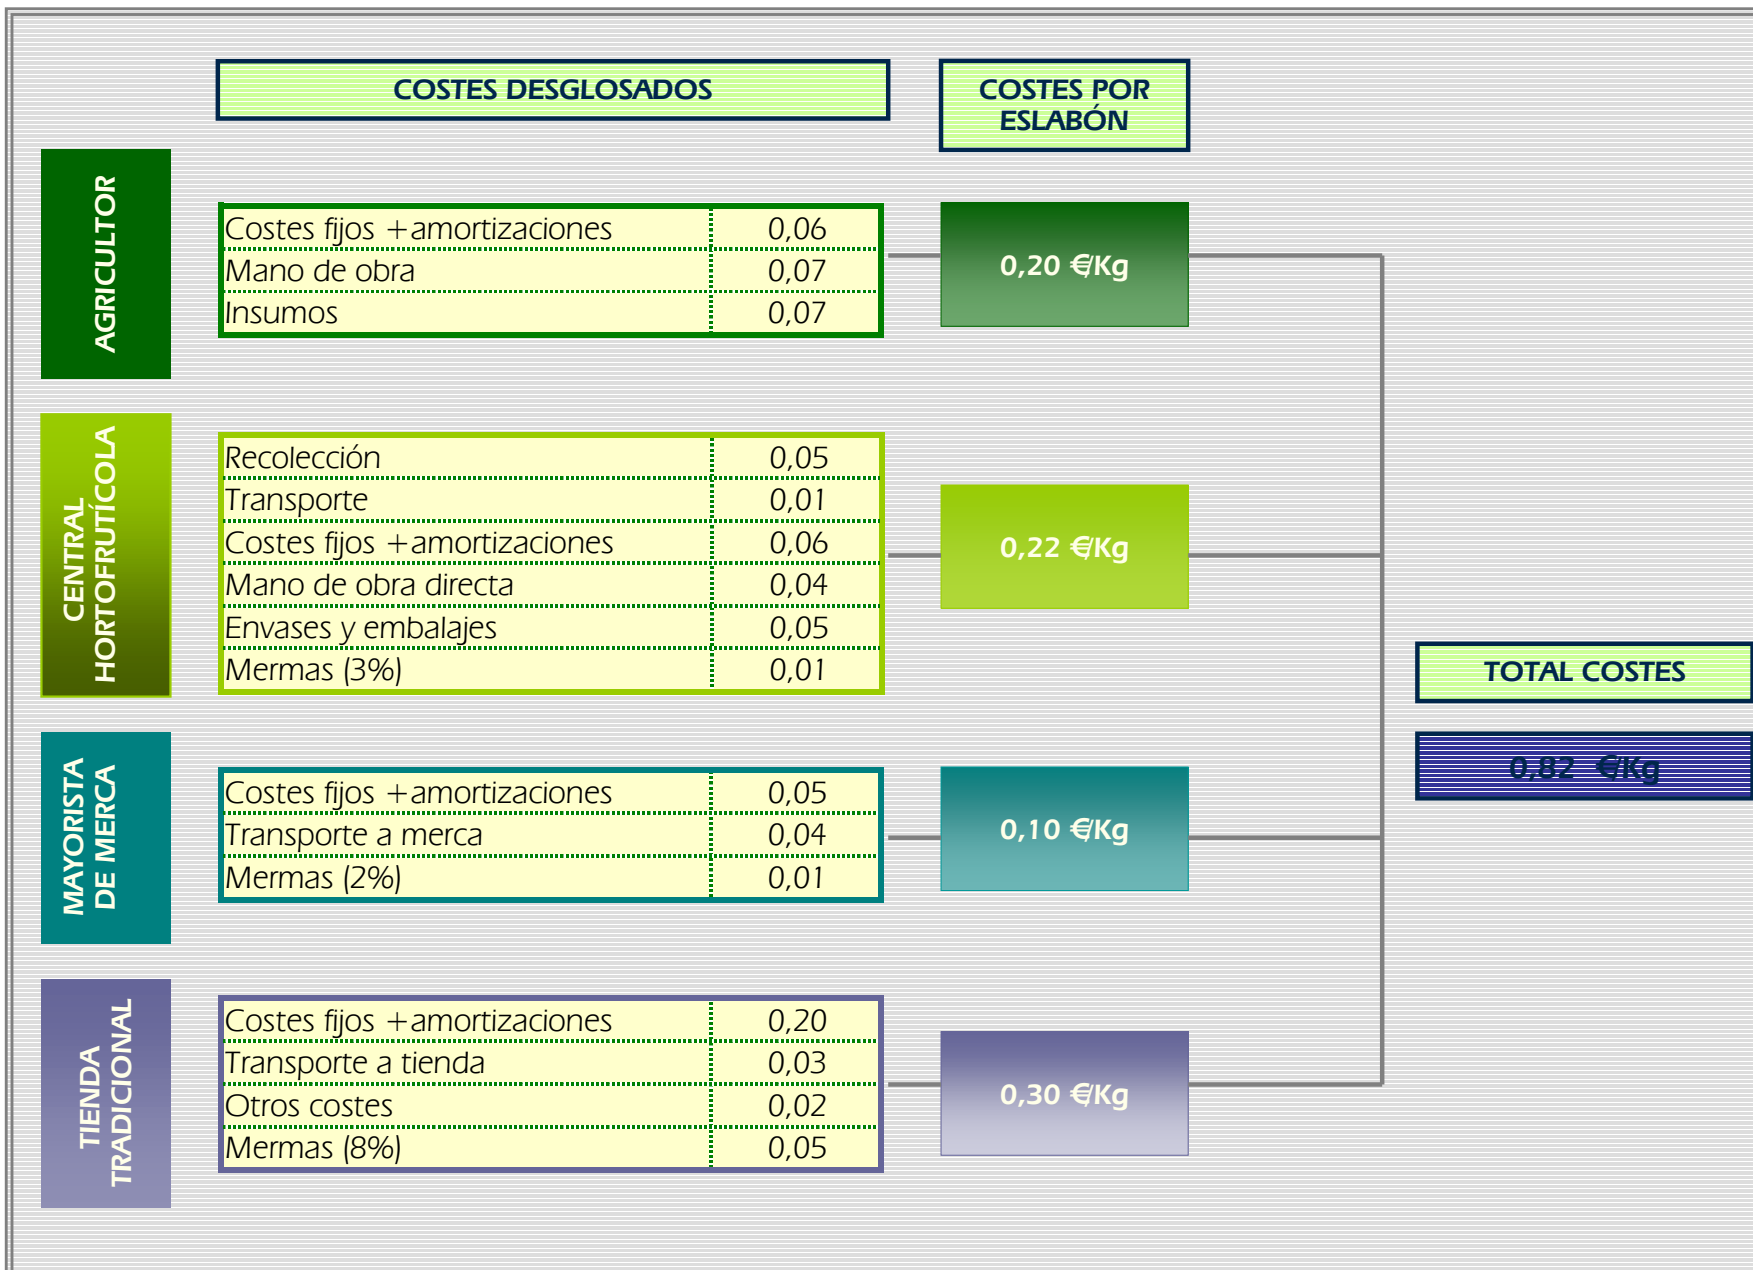 COSTES DESGLOSADOS
COSTES POR
ESLABÓN
AGRICULTOR
Costes fijos +amortizaciones 0,06
Mano de obra 0,07
Insumos 0,07
0,20 €/Kg
CENTRAL
HORTOFRUTÍCOLA
Recolección 0,05
Transporte 0,01
Costes fijos +amortizaciones 0,06
Mano de obra directa 0,04
Envases y embalajes 0,05
Mermas (3%) 0,01
0,22 €/Kg
TOTAL COSTES
0,82 €/Kg
MAYORISTA
DE MERCA
Costes fijos +amortizaciones 0,05
Transporte a merca 0,04
Mermas (2%) 0,01
0,10 €/Kg
TIENDA
TRADICIONAL
Costes fijos +amortizaciones 0,20
Transporte a tienda 0,03
Otros costes 0,02
Mermas (8%) 0,05
0,30 €/Kg